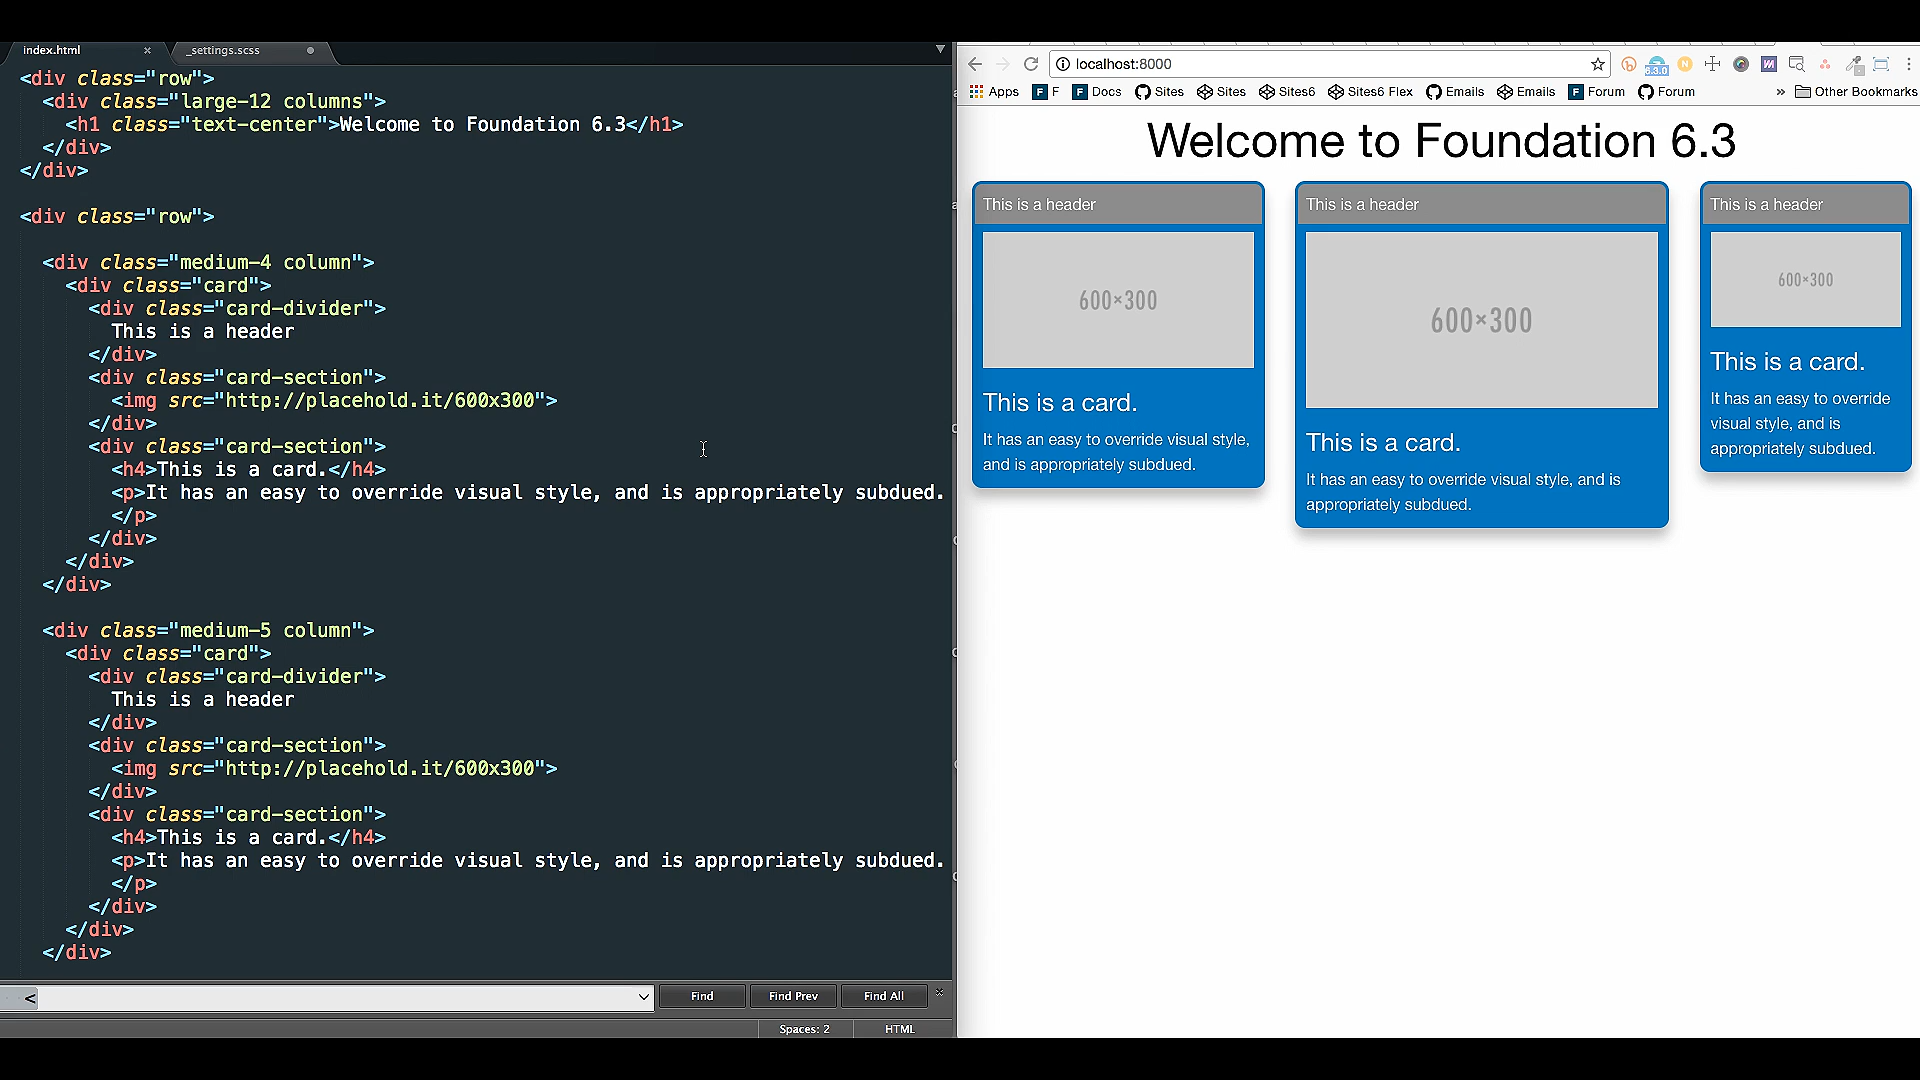 index.html
_settings.scss
<div class="row">
<div class="large-12 columns">
<h1 class="text-center">Welcome to Foundation 6.3</h1>
</div>
</div>
<div class="row">
<div class="medium-4 column">
<div class="card">
<div class="card-divider">
This is a header
</div>
<div class="card-section">
<img src="http://placehold.it/600x300">
</div>
<div class="card-section">
<h4>This is a card.</h4>
<p>It has an easy to override visual style, and is appropriately subdued.
</p>
</div>
</div>
</div>
<div class="medium-5 column">
<div class="card">
<div class="card-divider">
This is a header
</div>
<div class="card-section">
<img src="http://placehold.it/600x300">
</div>
<div class="card-section">
<h4>This is a card.</h4>
<p>It has an easy to override visual style, and is appropriately subdued.
</p>
</div>
</div>
</div>
<
Find
Find Prev
Find All
Spaces: 2
HTML
localhost:8000
6.3.0
Apps
F F
F Docs
Sites
Sites
Sites6
Sites6 Flex
Emails
Emails
F Forum
Forum
»
Other Bookmarks
Welcome to Foundation 6.3
This is a header
600×300
This is a card.
It has an easy to override visual style,
and is appropriately subdued.
This is a header
600×300
This is a card.
It has an easy to override visual style, and is
appropriately subdued.
This is a header
600×300
This is a card.
It has an easy to override
visual style, and is
appropriately subdued.